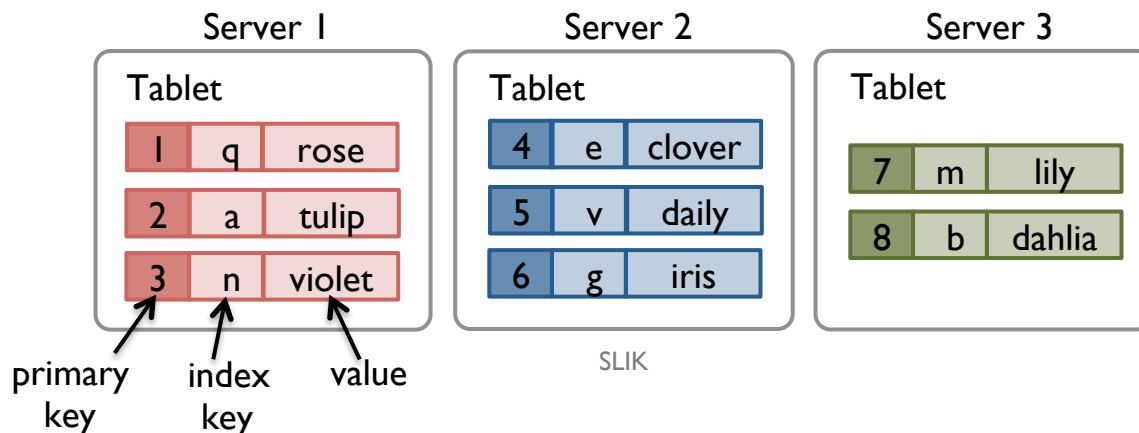 Server 1 Server 2 Server 3
Tablet Tablet Tablet
1 q rose
2 a tulip
3 n violet
4 e clover
5 v daily
6 g iris
7 m lily
8 b dahlia
primary key
index key
value
SLIK